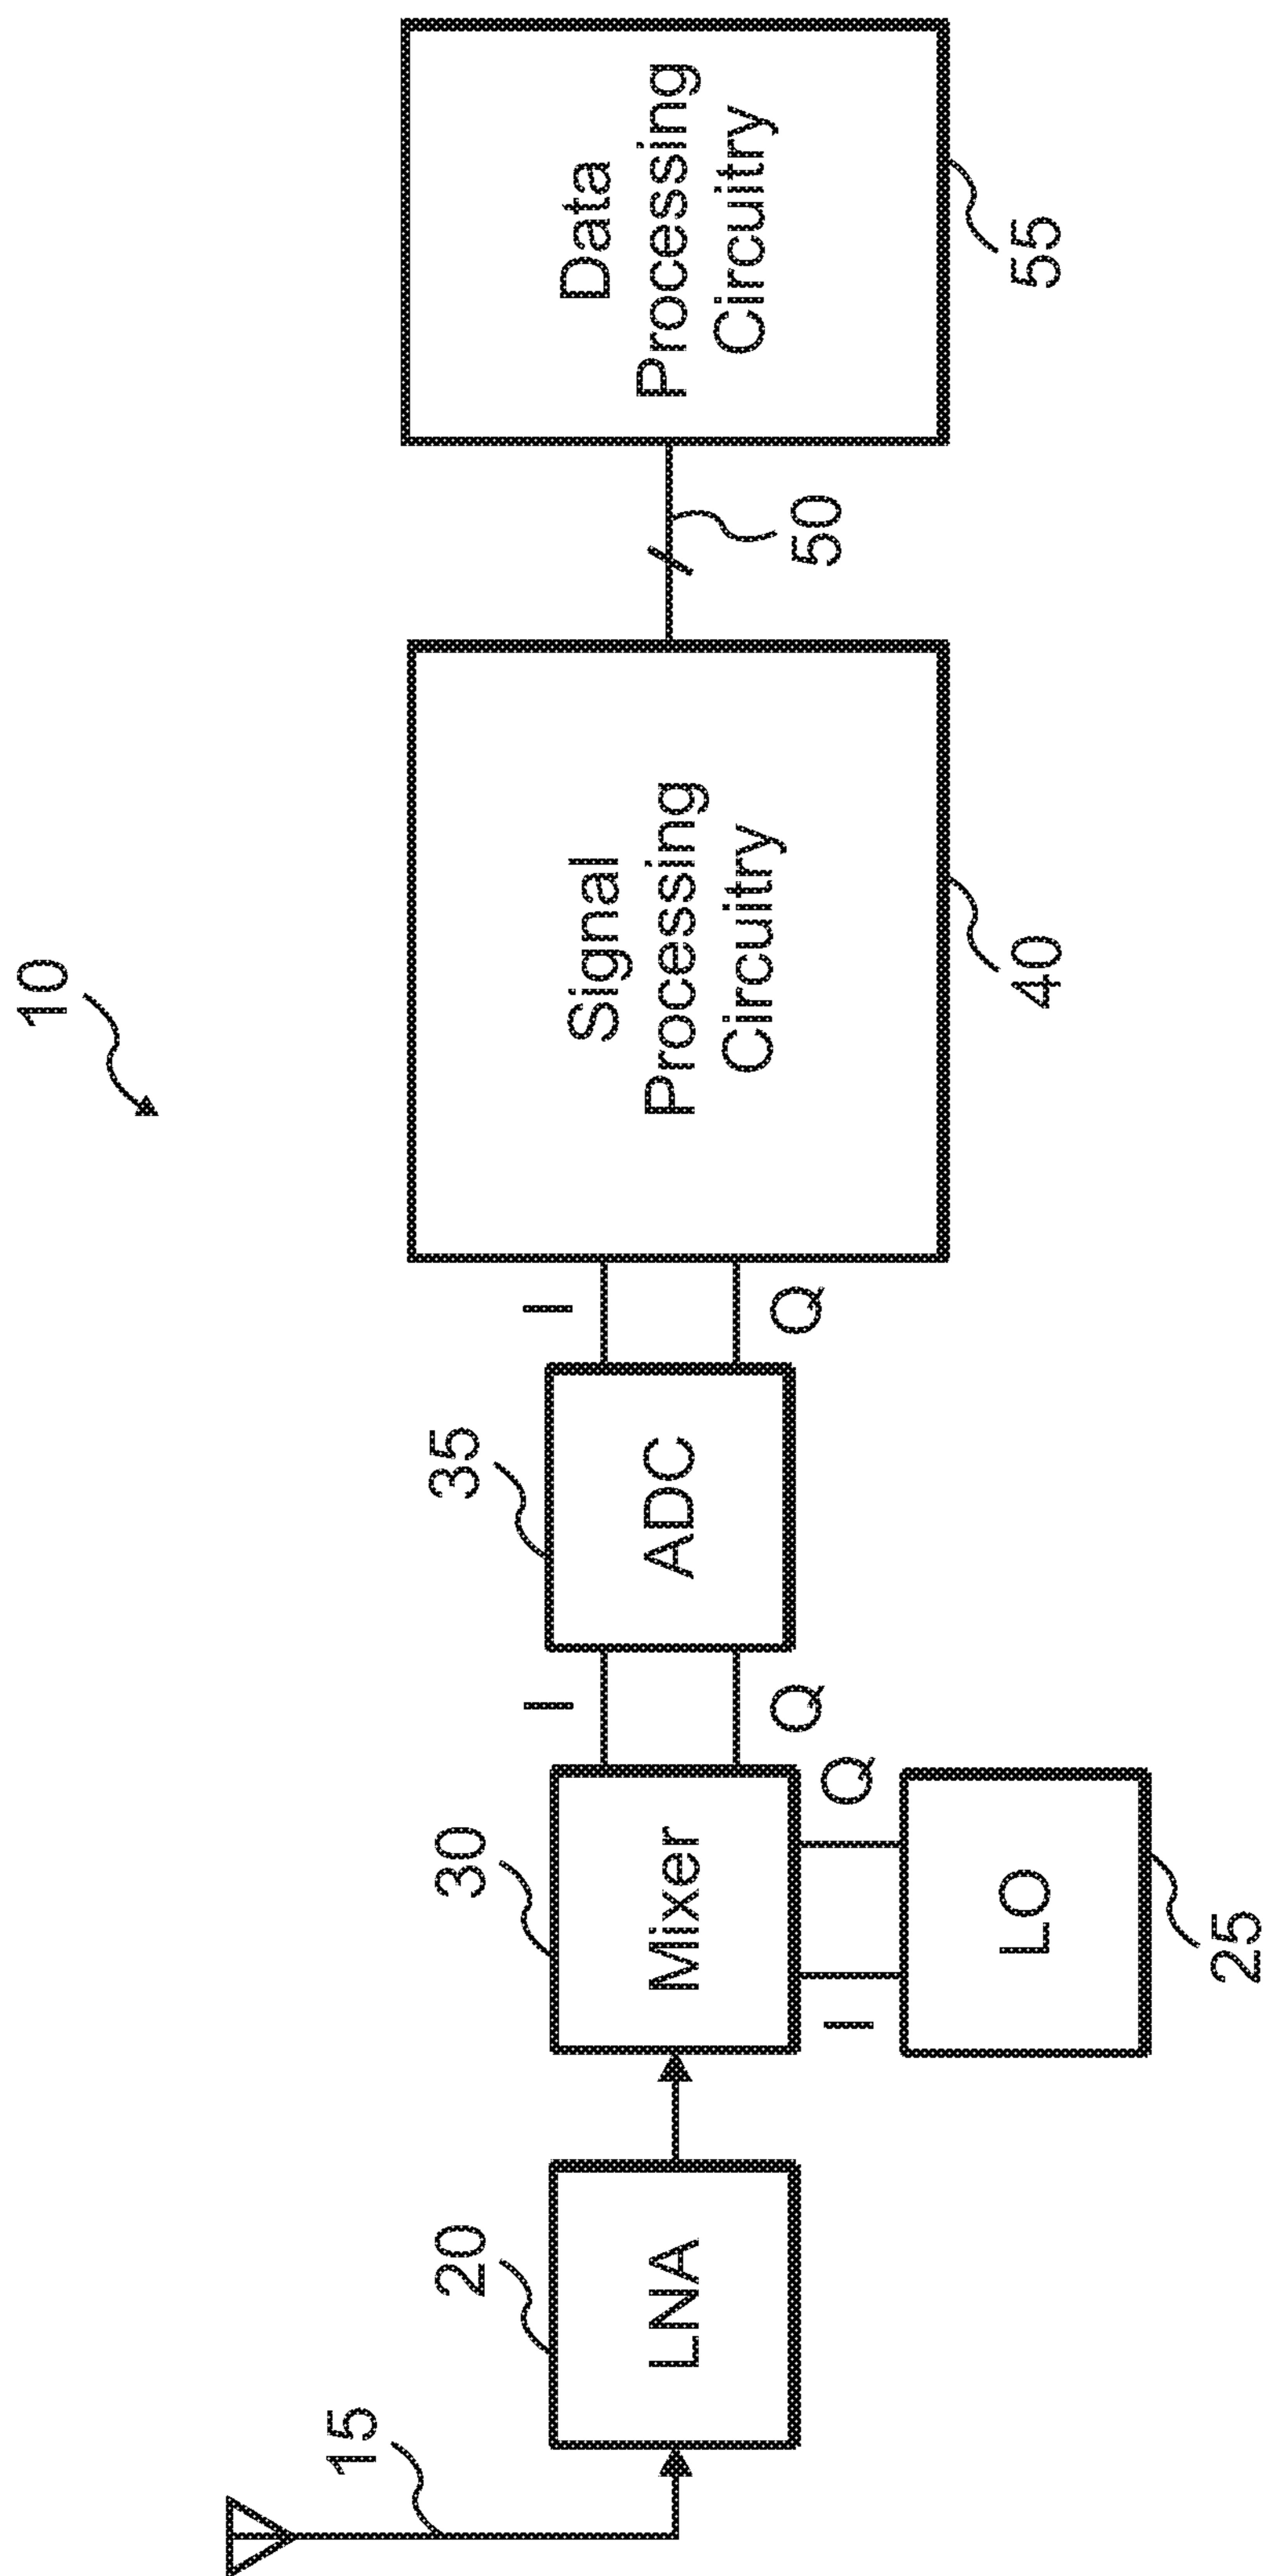 10
15
20
LNA
30
Mixer
I
Q
LO
25
I
Q
35
ADC
I
Q
Signal
Processing
Circuitry
40
50
Data
Processing
Circuitry
55